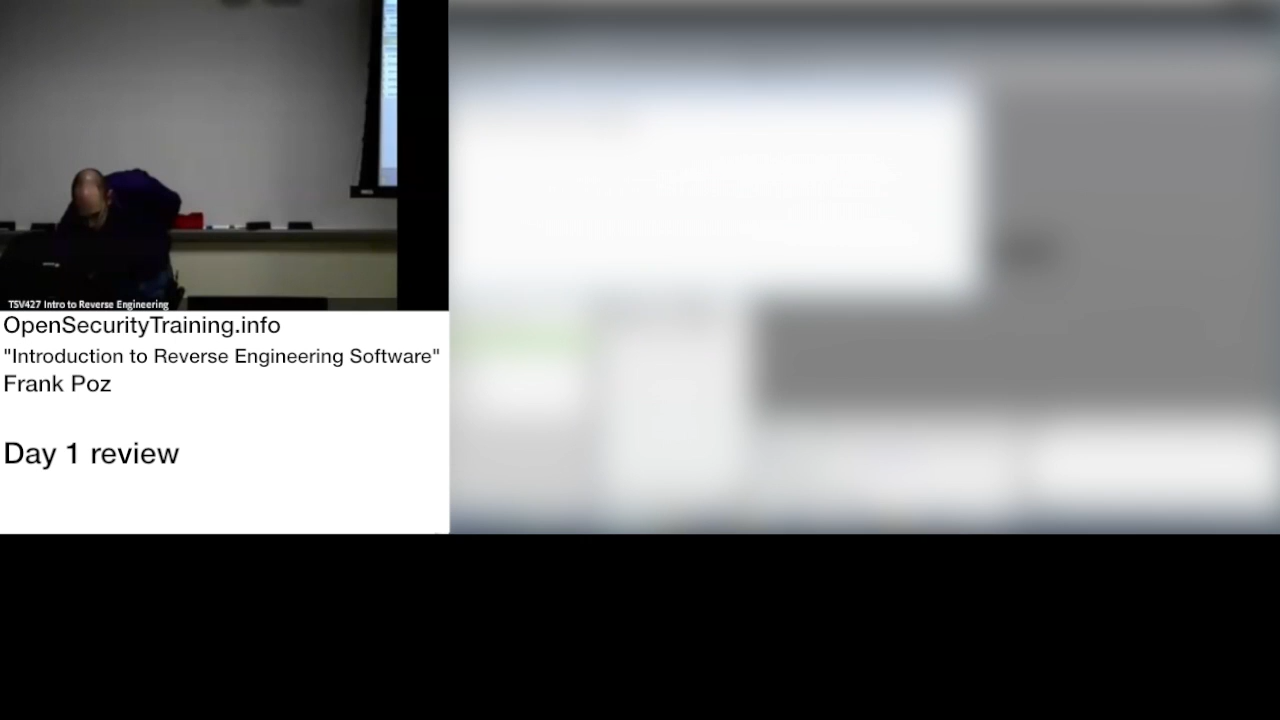 TSV427 Intro to Reverse Engineering
OpenSecurityTraining.info
"Introduction to Reverse Engineering Software"
Frank Poz
Day 1 review